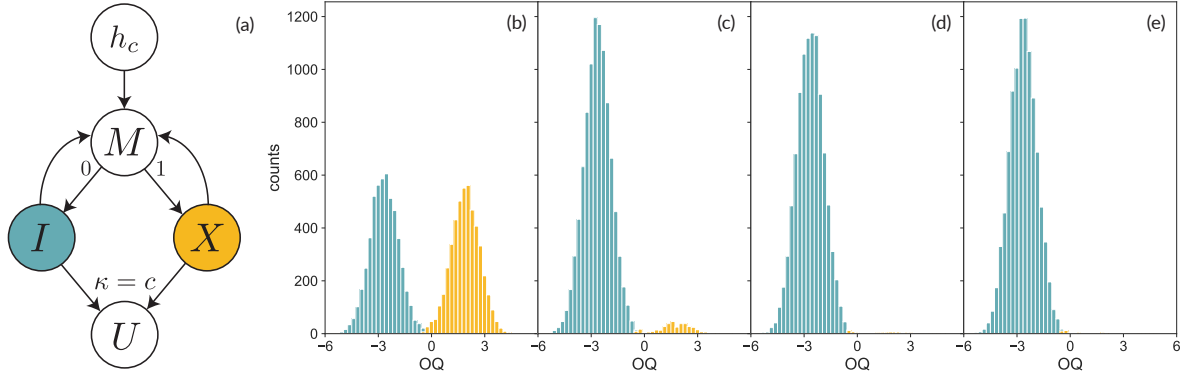 (a)
h_c
M
0 1
I X
κ = c
U
(b) (c) (d) (e)
counts
1200
1000
800
600
400
200
0
−6 −3 0 3 −6 −3 0 3 −6 −3 0 3 −6 −3 0 3 6
OQ OQ OQ OQ